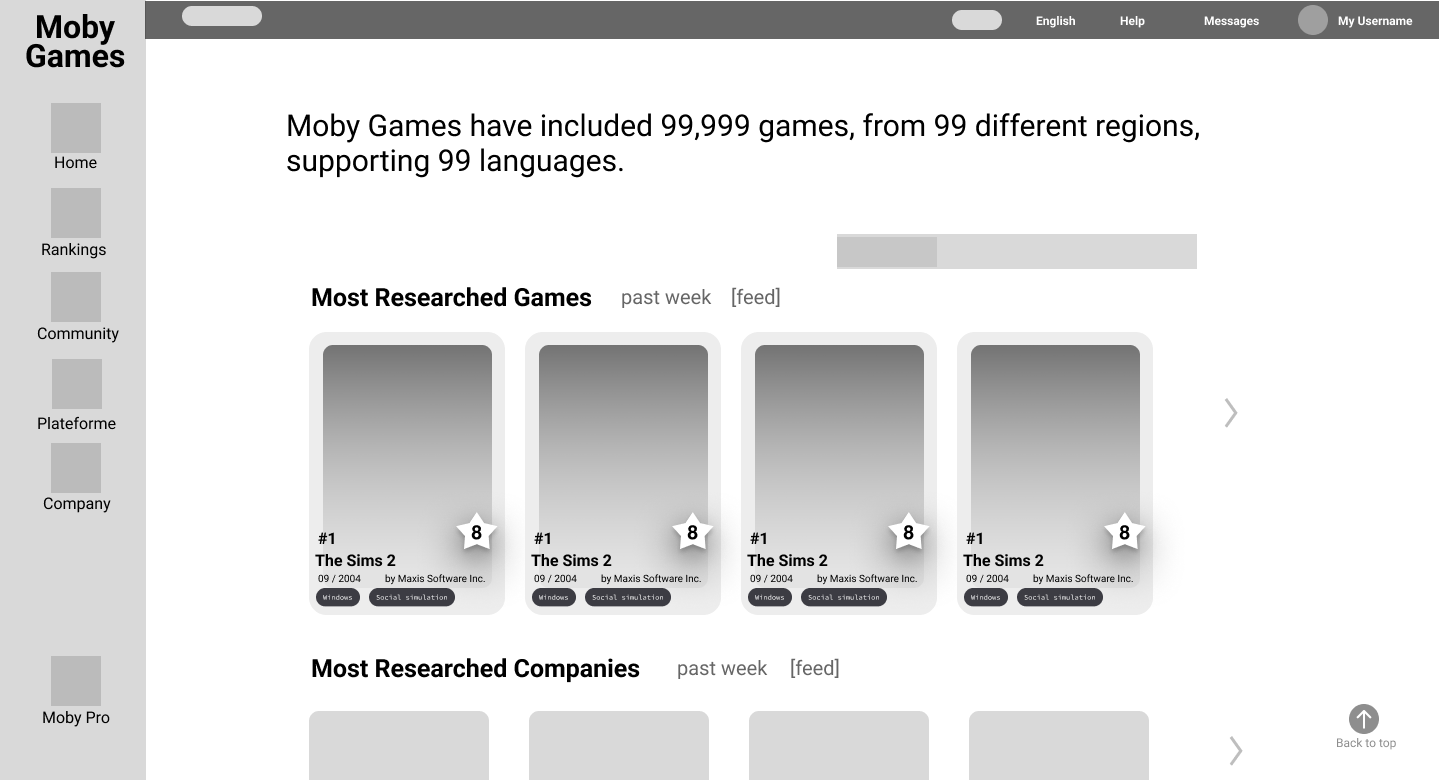 Moby
Games
English Help Messages My Username
Home
Rankings
Community
Plateforme
Company
Moby Pro
Moby Games have included 99,999 games, from 99 different regions,
supporting 99 languages.
Most Researched Games past week [feed]
#1
8
The Sims 2
09 / 2004 by Maxis Software Inc.
Windows Social simulation
#1
8
The Sims 2
09 / 2004 by Maxis Software Inc.
Windows Social simulation
#1
8
The Sims 2
09 / 2004 by Maxis Software Inc.
Windows Social simulation
#1
8
The Sims 2
09 / 2004 by Maxis Software Inc.
Windows Social simulation
Most Researched Companies past week [feed]
Back to top